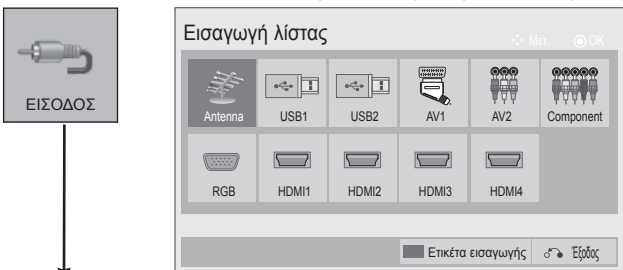 ΕΙΣΟΔΟΣ
Εισαγωγή λίστας
Μετ. OK
Antenna USB1 USB2 AV1 AV2 Component
RGB HDMI1 HDMI2 HDMI3 HDMI4
Ετικέτα εισαγωγής Έξοδος